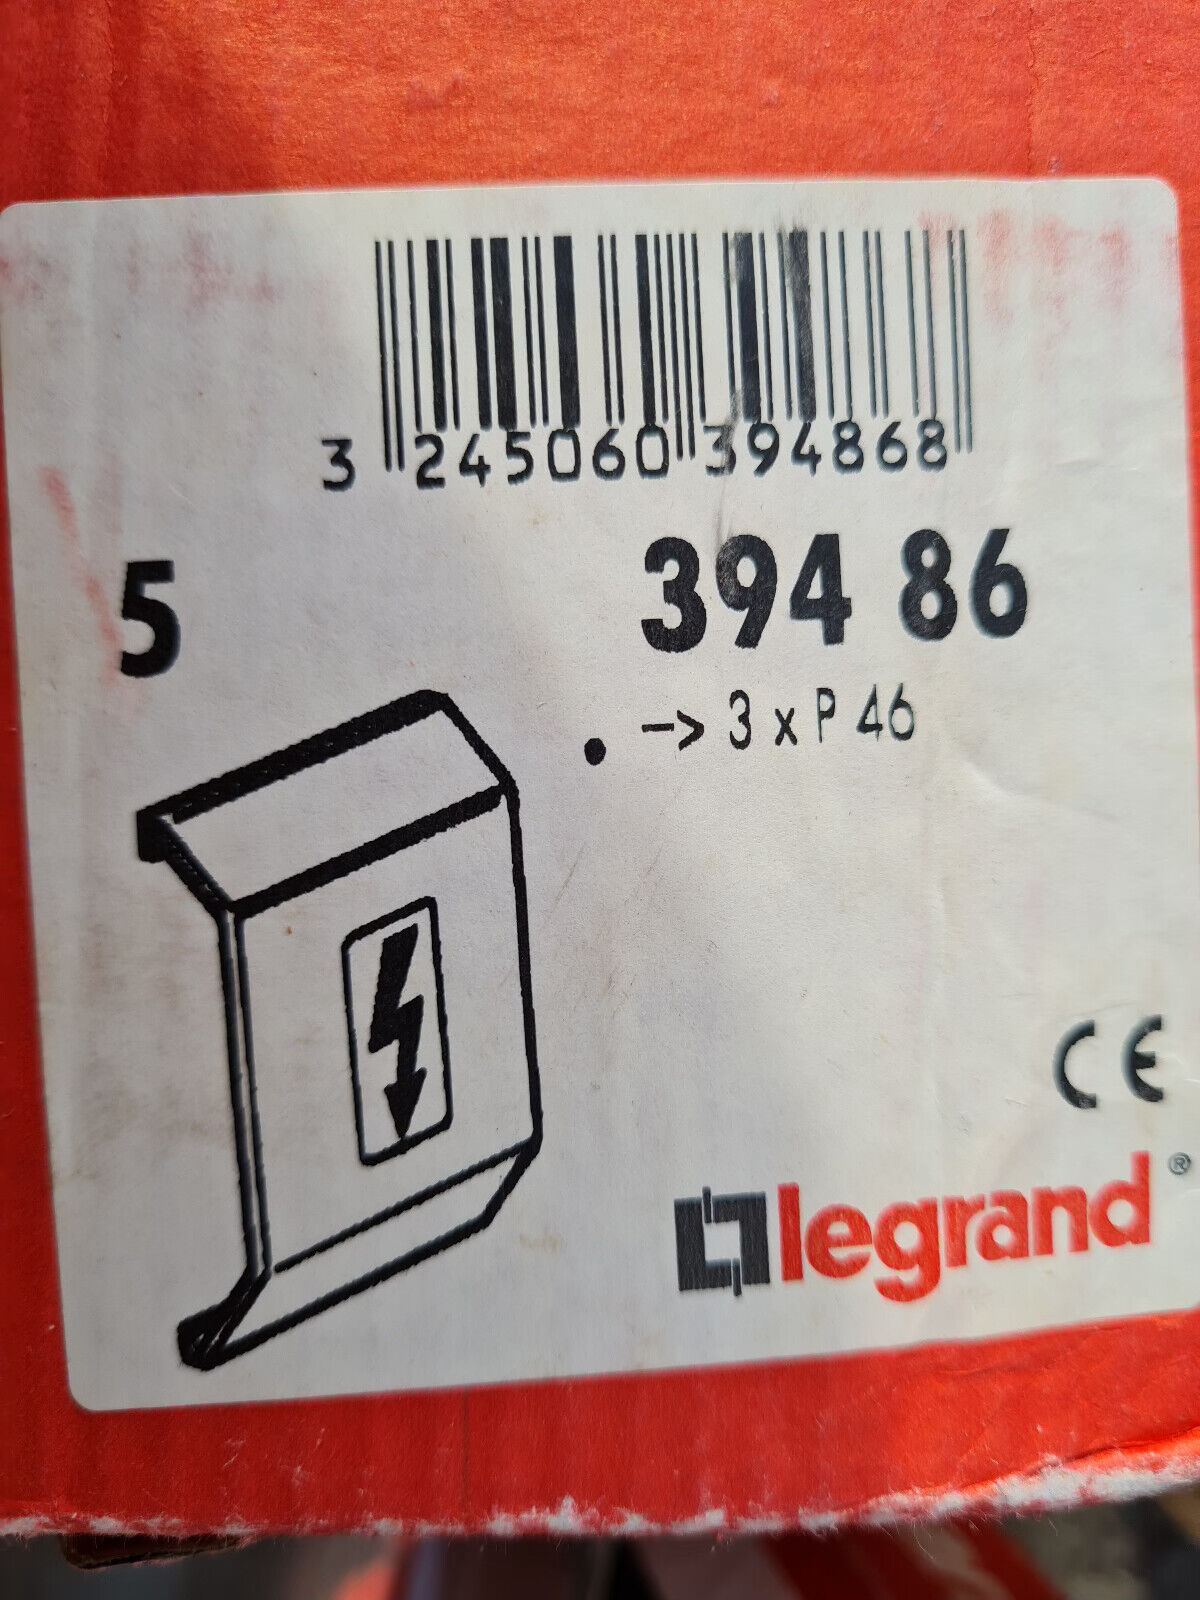 3 245060 394868
5 394 86
• –> 3 x P 46
CE
legrand ®